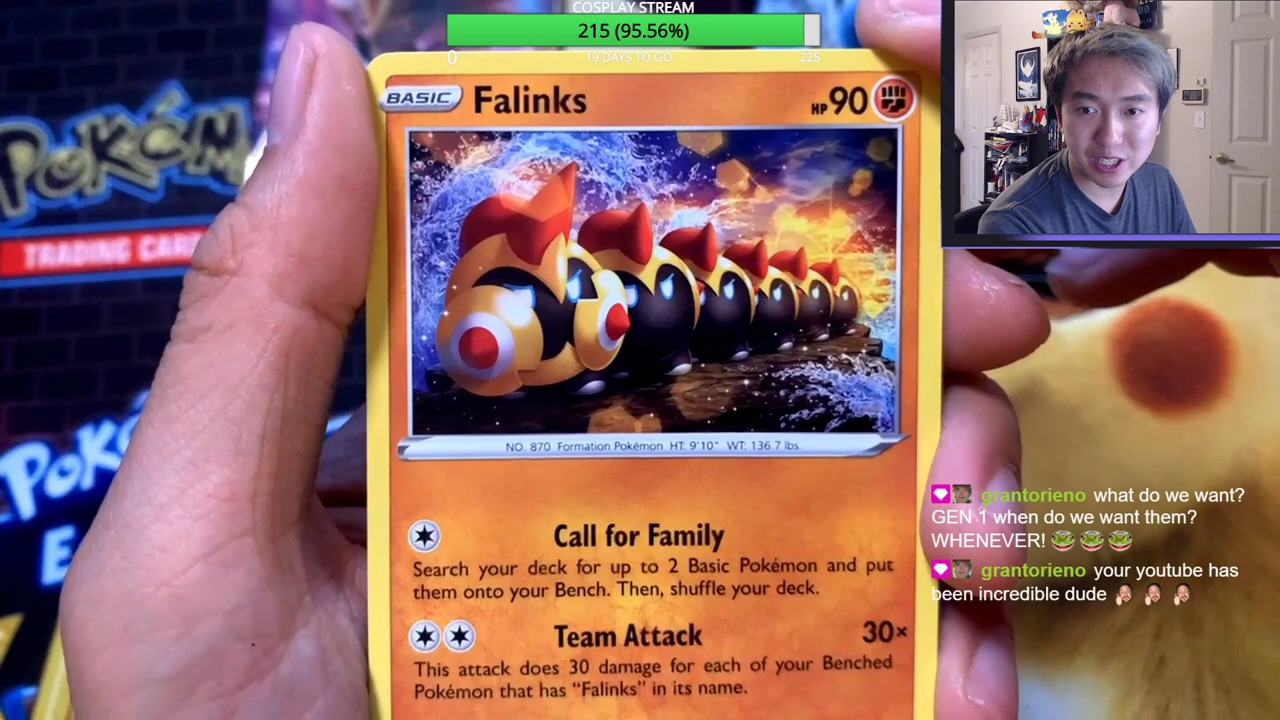 COSPLAY STREAM
215 (95.56%)
0
19 DAYS TO GO
225
BASIC
Falinks
HP 90
POKÉM
TRADING CARD
NO. 870 Formation Pokémon HT: 9'10" WT: 136.7 lbs.
Poké
E
Call for Family
Search your deck for up to 2 Basic Pokémon and put
them onto your Bench. Then, shuffle your deck.
Team Attack 30×
This attack does 30 damage for each of your Benched
Pokémon that has "Falinks" in its name.
grantorieno what do we want?
GEN 1 when do we want them?
WHENEVER!
grantorieno your youtube has
been incredible dude